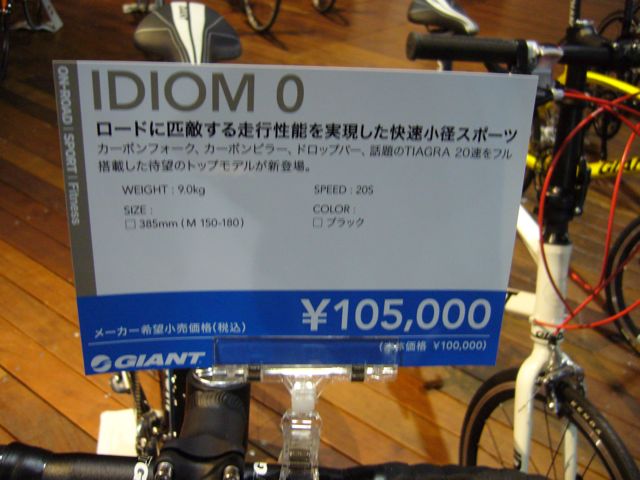 ON-ROAD | SPORT | Fitness
IDIOM 0
ロードに匹敵する走行性能を実現した快速小径スポーツ
カーボンフォーク、カーボンピラー、ドロップバー、話題のTIAGRA 20速をフル
搭載した待望のトップモデルが新登場。
WEIGHT : 9.0kg
SPEED : 20S
SIZE :
□ 385mm ( M 150-180)
COLOR :
□ ブラック
メーカー希望小売価格(税込)
¥105,000
(本体価格 ¥100,000)
GIANT
GIANT